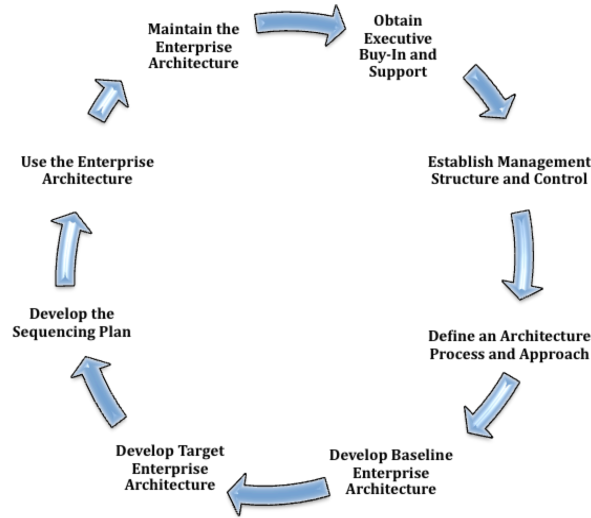 Obtain
Executive
Buy-In and
Support
Establish Management
Structure and Control
Define an Architecture
Process and Approach
Develop Baseline
Enterprise
Architecture
Develop Target
Enterprise
Architecture
Develop the
Sequencing Plan
Use the Enterprise
Architecture
Maintain the
Enterprise
Architecture